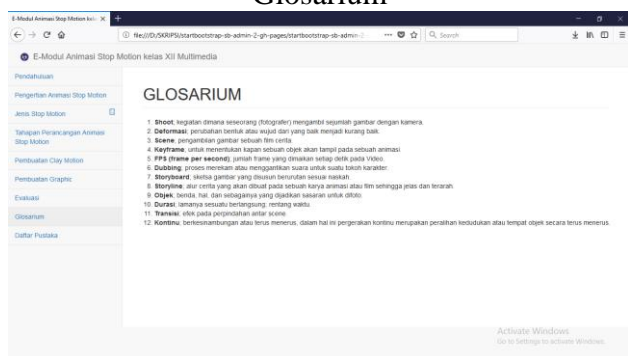 Glosarium
E-Modul Animasi Stop Motion kel
file:///D:/SKRIPSI/startbootstrap-sb-admin-2-gh-pages/startbootstrap-sb-admin-2
Search
E-Modul Animasi Stop Motion kelas XII Multimedia
Pendahuluan
Pengertian Animasi Stop Motion
Jenis Stop Motion
Tahapan Perancangan Animasi
Stop Motion
Pembuatan Clay Motion
Pembuatan Graphic
Evaluasi
Glosarium
Daftar Pustaka
GLOSARIUM
1. Shoot, kegiatan dimana seseorang (fotografer) mengambil sejumlah gambar dengan kamera.
2. Deformasi, perubahan bentuk atau wujud dari yang baik menjadi kurang baik.
3. Scene, pengambilan gambar sebuah film cerita.
4. Keyframe, untuk menentukan kapan sebuah objek akan tampil pada sebuah animasi
5. FPS (frame per second), jumlah frame yang dimaikan setiap detik pada Video.
6. Dubbing, proses merekam atau menggantikan suara untuk suatu tokoh karakter.
7. Storyboard, sketsa gambar yang disusun berurutan sesuai naskah.
8. Storyline, alur cerita yang akan dibuat pada sebuah karya animasi atau film sehingga jelas dan terarah
9. Objek, benda, hal, dan sebagainya yang dijadikan sasaran untuk difoto.
10. Durasi, lamanya sesuatu berlangsung, rentang waktu.
11. Transisi, efek pada perpindahan antar scene.
12. Kontinu, berkesinambungan atau terus menerus, dalam hal ini pergerakan kontinu merupakan peralihan kedudukan atau tempat objek secara terus menerus.
Activate Windows
Go to Settings to activate Windows.